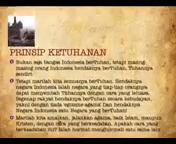 PRINSIP KETUHANAN
Bukan saja bangsa Indonesia berTuhan, tetapi masing-
masing orang Indonesia hendaknya berTuhan. Tuhannya
sendiri
Tetapi marilah kita semuanya berTuhan. Hendaknya
negara Indonesia ialah negara yang tiap-tiap orangnya
dapat menyembah Tuhannya dengan cara yang leluasa.
Segenap rakyat hendaknya berTuhan secara kebudayaan,
yakni dengan tiada "egoisme-agama". Dan hendaknya
Negara Indonesia satu Negara yang berTuhan!
Marilah kita amalkan, jalankan agama, baik Islam, maupun
Kristen, dengan cara yang berkeadaban. Apakah cara yang
berkeadaban itu? Ialah hormat-menghormati satu sama lain